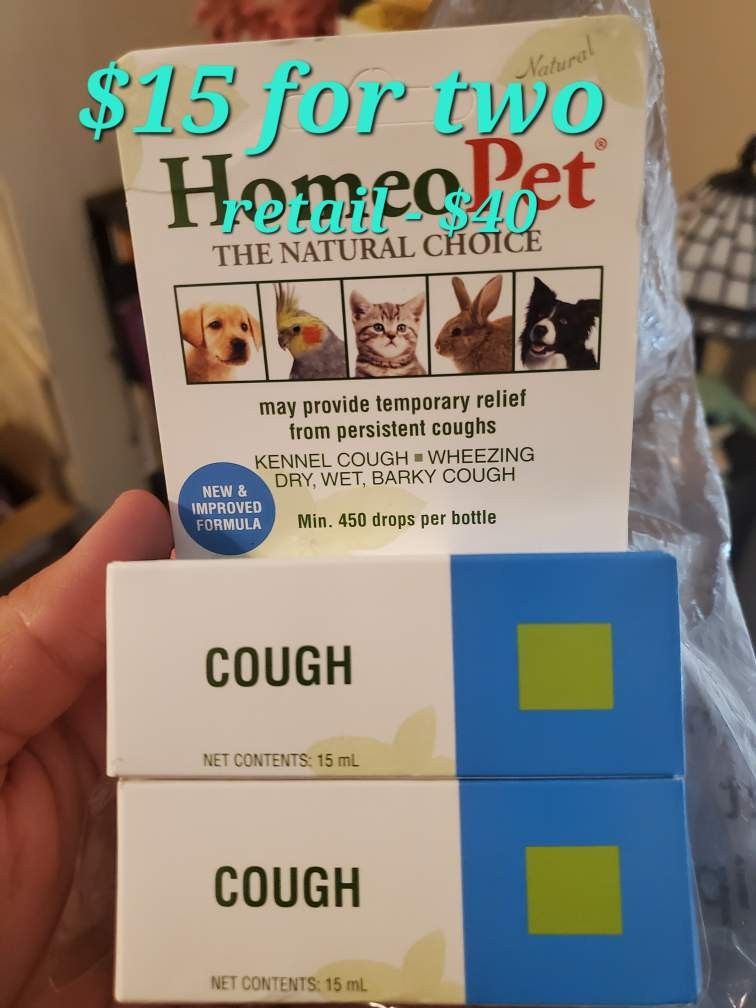 Natural
$15 for two
HomeoPet®
retail - $40
THE NATURAL CHOICE
may provide temporary relief
from persistent coughs
KENNEL COUGH ▪ WHEEZING
DRY, WET, BARKY COUGH
NEW &
IMPROVED
FORMULA
Min. 450 drops per bottle
COUGH
NET CONTENTS: 15 mL
COUGH
NET CONTENTS: 15 mL